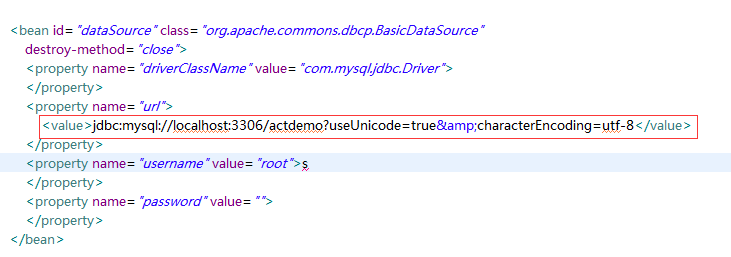 <bean id="dataSource" class="org.apache.commons.dbcp.BasicDataSource"
destroy-method="close">
<property name="driverClassName" value="com.mysql.jdbc.Driver">
</property>
<property name="url">
<value>jdbc:mysql://localhost:3306/actdemo?useUnicode=true&amp;characterEncoding=utf-8</value>
</property>
<property name="username" value="root">s
</property>
<property name="password" value="">
</property>
</bean>